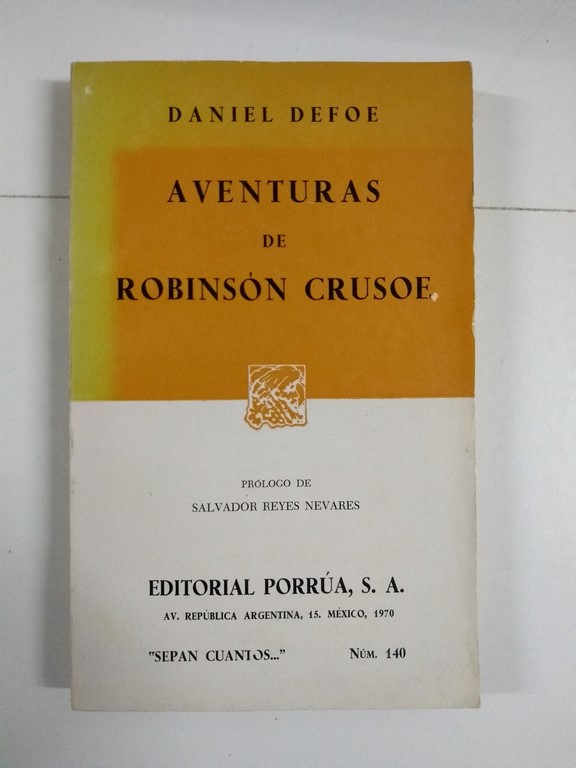 DANIEL DEFOE
AVENTURAS
DE
ROBINSÓN CRUSOE
PRÓLOGO DE
SALVADOR REYES NEVARES
EDITORIAL PORRÚA, S. A.
AV. REPÚBLICA ARGENTINA, 15. MÉXICO, 1970
"SEPAN CUANTOS..." NÚM. 140